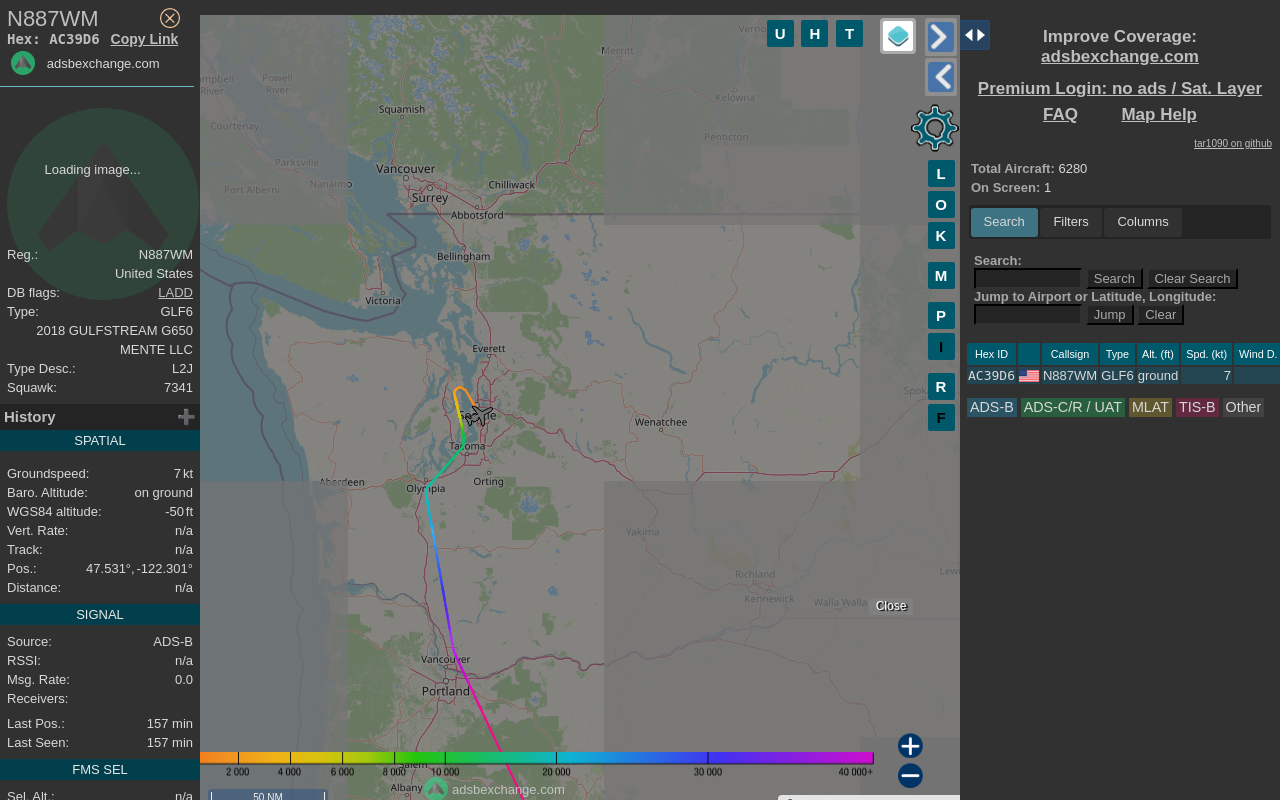 N887WM
Hex: AC39D6 Copy Link
adsbexchange.com
Loading image...
Reg.: N887WM
United States
DB flags: LADD
Type: GLF6
2018 GULFSTREAM G650
MENTE LLC
Type Desc.: L2J
Squawk: 7341
History
SPATIAL
Groundspeed: 7 kt
Baro. Altitude: on ground
WGS84 altitude: -50 ft
Vert. Rate: n/a
Track: n/a
Pos.: 47.531°, -122.301°
Distance: n/a
SIGNAL
Source: ADS-B
RSSI: n/a
Msg. Rate: 0.0
Receivers:
Last Pos.: 157 min
Last Seen: 157 min
FMS SEL
Sel. Alt.: n/a
U H T
L
O
K
M
P
I
R
F
Merritt
Powell
River
River
Squamish
Kelowna
Courtenay
Penticton
Parksville
Vancouver
Port Alberni
Nanaimo
Chilliwack
Surrey
Abbotsford
Bellingham
Victoria
Everett
Wenatchee
Tacoma
Aberdeen
Olympia
Orting
Yakima
Richland
Kennewick
Walla Walla
Close
Vancouver
Portland
2 000 4 000 6 000 8 000 10 000 20 000 30 000 40 000+
Salem
Albany
adsbexchange.com
50 NM
Improve Coverage:
adsbexchange.com
Premium Login: no ads / Sat. Layer
FAQ Map Help
tar1090 on github
Total Aircraft: 6280
On Screen: 1
Search Filters Columns
Search:
Search Clear Search
Jump to Airport or Latitude, Longitude:
Jump Clear
Hex ID Callsign Type Alt. (ft) Spd. (kt) Wind D.
AC39D6 N887WM GLF6 ground 7
ADS-B ADS-C/R / UAT MLAT TIS-B Other